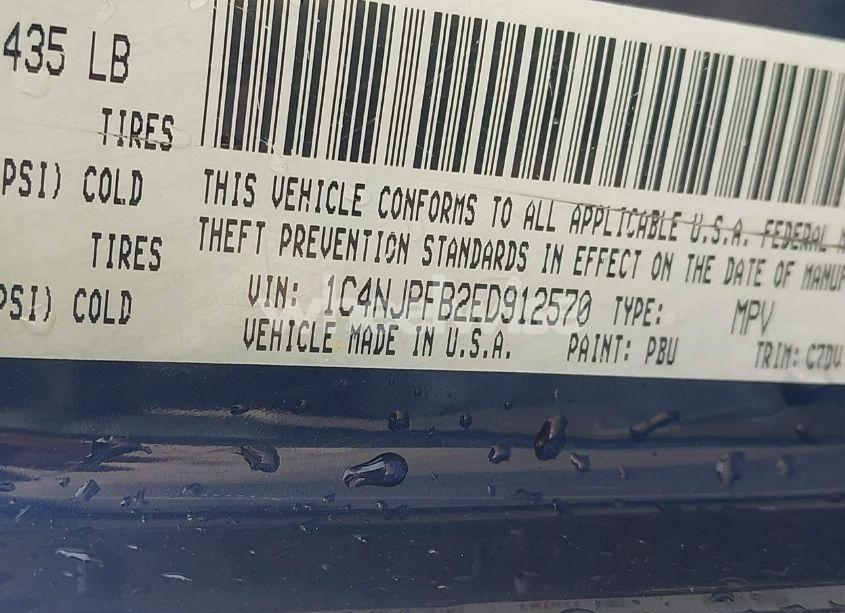 435 LB
TIRES
PSI) COLD
TIRES
PSI) COLD
THIS VEHICLE CONFORMS TO ALL APPLICABLE U.S.A. FEDERAL
THEFT PREVENTION STANDARDS IN EFFECT ON THE DATE OF MANUF
VIN: 1C4NJPFB2ED912570 TYPE: MPV
VEHICLE MADE IN U.S.A. PAINT: PBU TRIM: C7DV